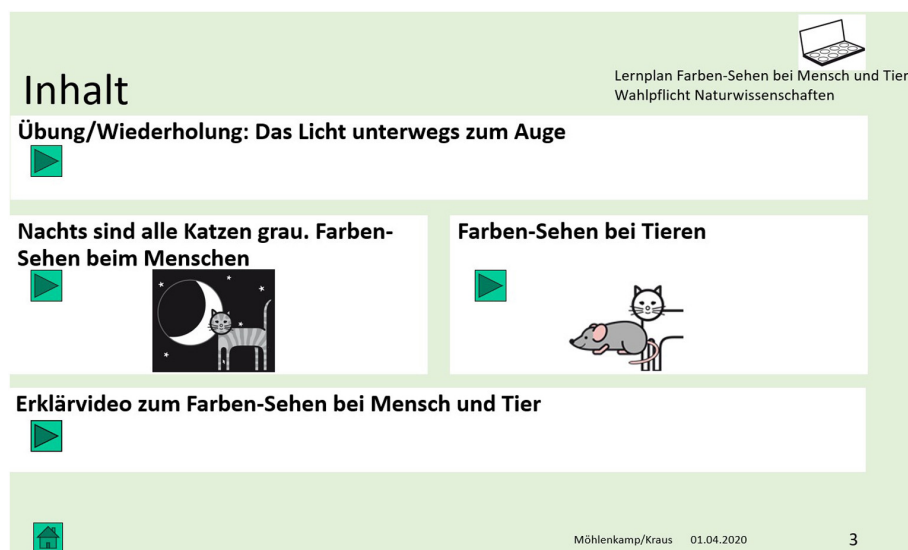 Inhalt
Lernplan Farben-Sehen bei Mensch und Tier
Wahlpflicht Naturwissenschaften
Übung/Wiederholung: Das Licht unterwegs zum Auge
Nachts sind alle Katzen grau. Farben-
Sehen beim Menschen
Farben-Sehen bei Tieren
Erklärvideo zum Farben-Sehen bei Mensch und Tier
Möhlenkamp/Kraus 01.04.2020 3